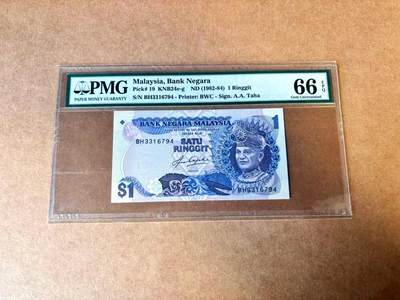 PMG
PAPER MONEY GUARANTY
Malaysia, Bank Negara
Pick# 19 KNB24e-g ND (1982-84) 1 Ringgit
S/N BH3316794 - Printer: BWC - Sign. A.A. Taha
66 EPQ
Gem Uncirculated
BANK NEGARA MALAYSIA
1
BH3316794
SATU
RINGGIT
$1
BH3316794